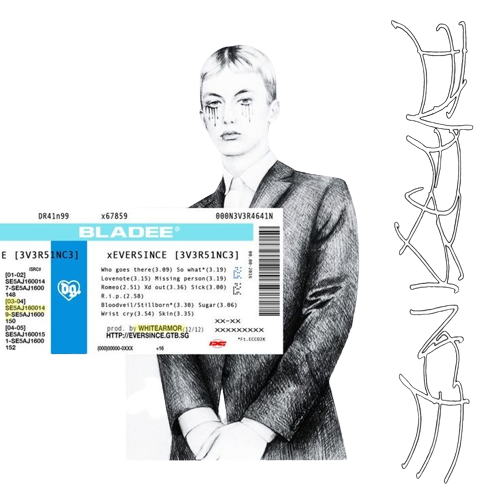 DR41n99 x67859 000N3V3R4641N
BLADEE®
E [3V3R51NC3] xEVERSINCE [3V3R51NC3]
ISRC#
[01-02]
SE5AJ160014
7-SE5AJ1600
148
[03-04]
SE5AJ160014
9-SE5AJ1600
150
[04-05]
SE5AJ160015
1-SE5AJ1600
152
Who goes there(3.09) So what*(3.19)
Lovenote(3.15) Missing person(3.19)
Romeo(2.51) Xd out(3.36) Sick(3.00)
R.i.p.(2.58)
Bloodveil/Stillborn*(3.30) Sugar(3.06)
Wrist cry(3.54) Skin(3.35)
prod. by WHITEARMOR(12/12)
HTTP://EVERSINCE.GTB.SG
(000)00000-0XXX +16
XX—XX
XXXXXXXXX
*Ft.ECCO2K